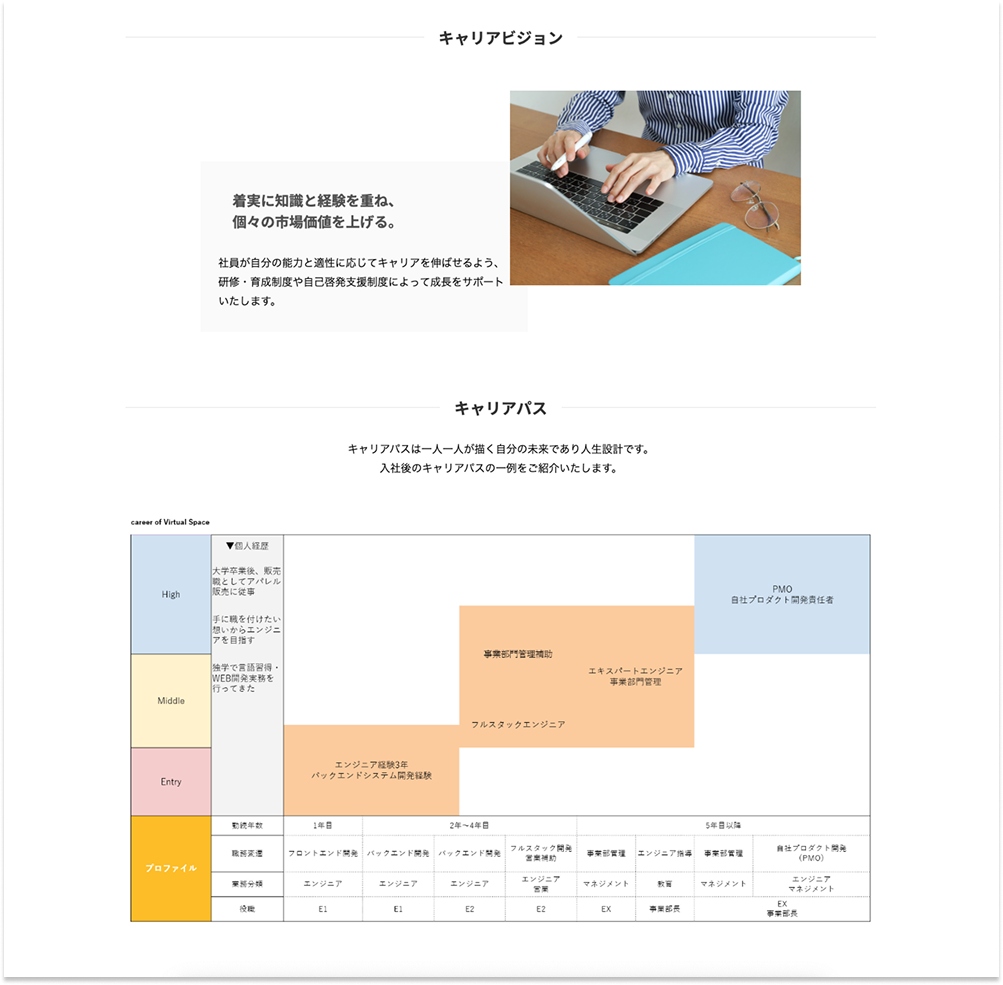 キャリアビジョン
着実に知識と経験を重ね、
個々の市場価値を上げる。
社員が自分の能力と適性に応じてキャリアを伸ばせるよう、
研修・育成制度や自己啓発支援制度によって成長をサポート
いたします。
キャリアパス
キャリアパスは一人一人が描く自分の未来であり人生設計です。
入社後のキャリアパスの一例をご紹介いたします。
career of Virtual Space
High
▼個人経歴
大学卒業後、販売
職としてアパレル
販売に従事
手に職を付けたい
想いからエンジニ
アを目指す
独学で言語習得・
WEB開発実務を
行ってきた
PMO
自社プロダクト開発責任者
Middle
事業部門管理補助
エキスパートエンジニア
事業部門管理
フルスタックエンジニア
Entry
エンジニア経験3年
バックエンドシステム開発経験
プロファイル
勤続年数 1年目 2年〜4年目 5年目以降
職務変遷 フロントエンド開発 バックエンド開発 バックエンド開発 フルスタック開発 事業部管理 エンジニア指導 事業部管理 自社プロダクト開発
営業補助 (PMO)
業務分類 エンジニア エンジニア エンジニア エンジニア マネジメント 教育 マネジメント エンジニア
営業 マネジメント
役職 E1 E1 E2 E2 EX 事業部長 EX
事業部長